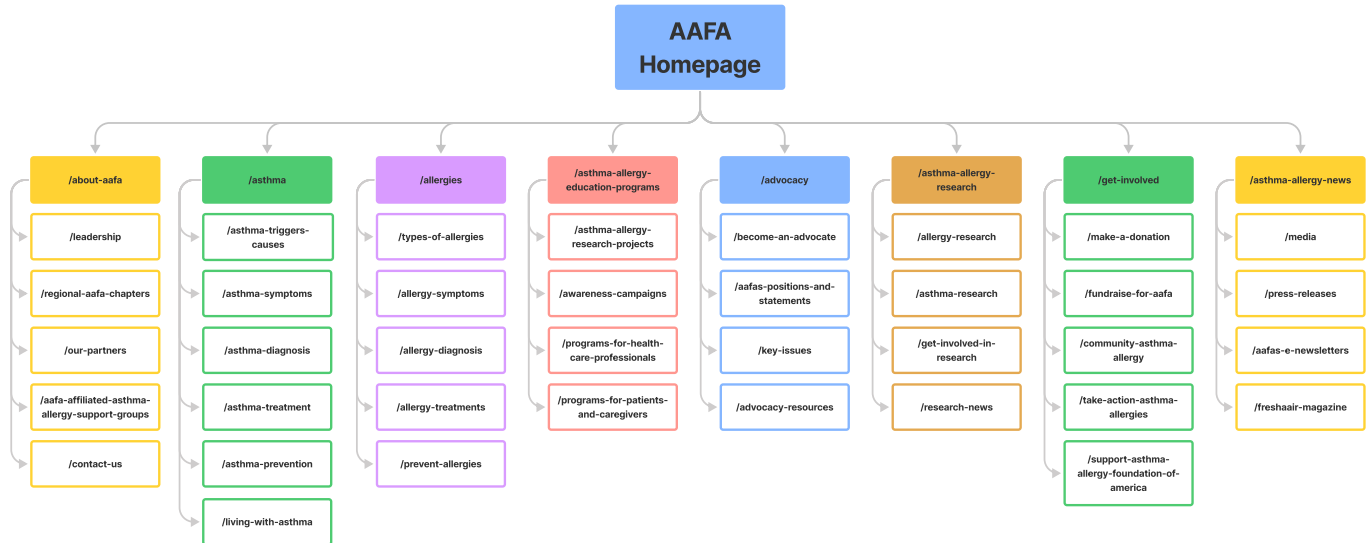 AAFA
Homepage
/about-aafa
/leadership
/regional-aafa-chapters
/our-partners
/aafa-affiliated-asthma-
allergy-support-groups
/contact-us
/asthma
/asthma-triggers-
causes
/asthma-symptoms
/asthma-diagnosis
/asthma-treatment
/asthma-prevention
/living-with-asthma
/allergies
/types-of-allergies
/allergy-symptoms
/allergy-diagnosis
/allergy-treatments
/prevent-allergies
/asthma-allergy-
education-programs
/asthma-allergy-
research-projects
/awareness-campaigns
/programs-for-health-
care-professionals
/programs-for-patients-
and-caregivers
/advocacy
/become-an-advocate
/aafas-positions-and-
statements
/key-issues
/advocacy-resources
/asthma-allergy-
research
/allergy-research
/asthma-research
/get-involved-in-
research
/research-news
/get-involved
/make-a-donation
/fundraise-for-aafa
/community-asthma-
allergy
/take-action-asthma-
allergies
/support-asthma-
allergy-foundation-of-
america
/asthma-allergy-news
/media
/press-releases
/aafas-e-newsletters
/freshaair-magazine